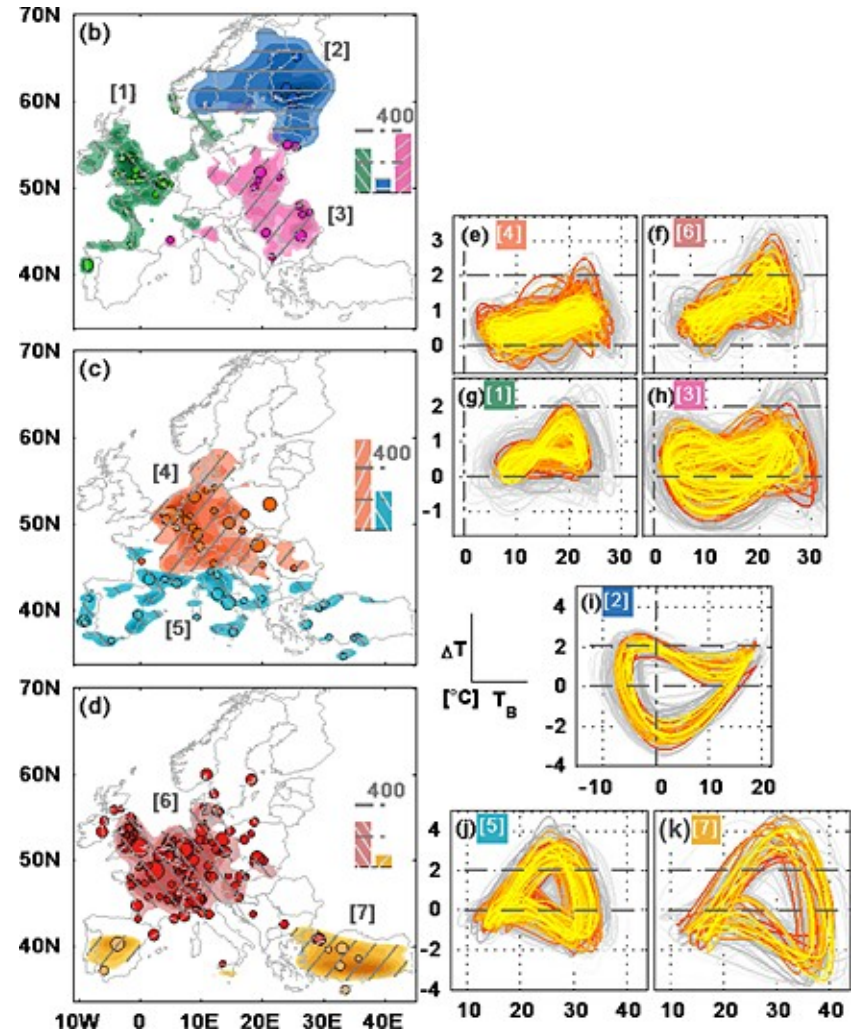 70N
(b)
[2]
[1]
60N
400
50N
[3]
40N
70N
(c)
60N
[4]
400
50N
40N
[5]
70N
(d)
60N
[6]
400
50N
[7]
40N
10W 0 10E 20E 30E 40E
(e) [4]
(f) [6]
3
2
1
0
(g) [1]
(h) [3]
2
1
0
-1
0 10 20 30
0 10 20 30
(i) [2]
4
2
0
-2
-4
-10 0 10 20
ΔT
[°C] T_B
(j) [5]
(k) [7]
4
2
0
-2
-4
10 20 30 40
10 20 30 40